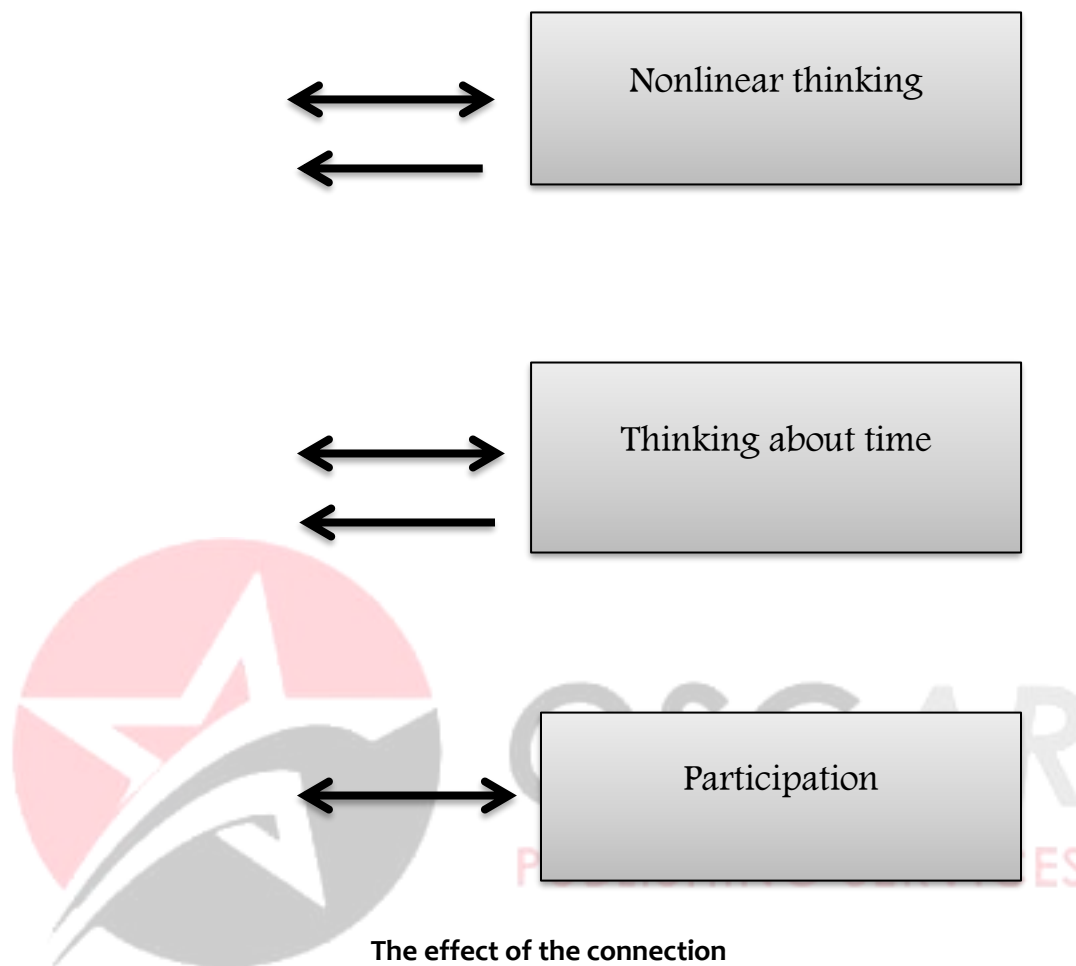 Nonlinear thinking
Thinking about time
Participation
The effect of the connection